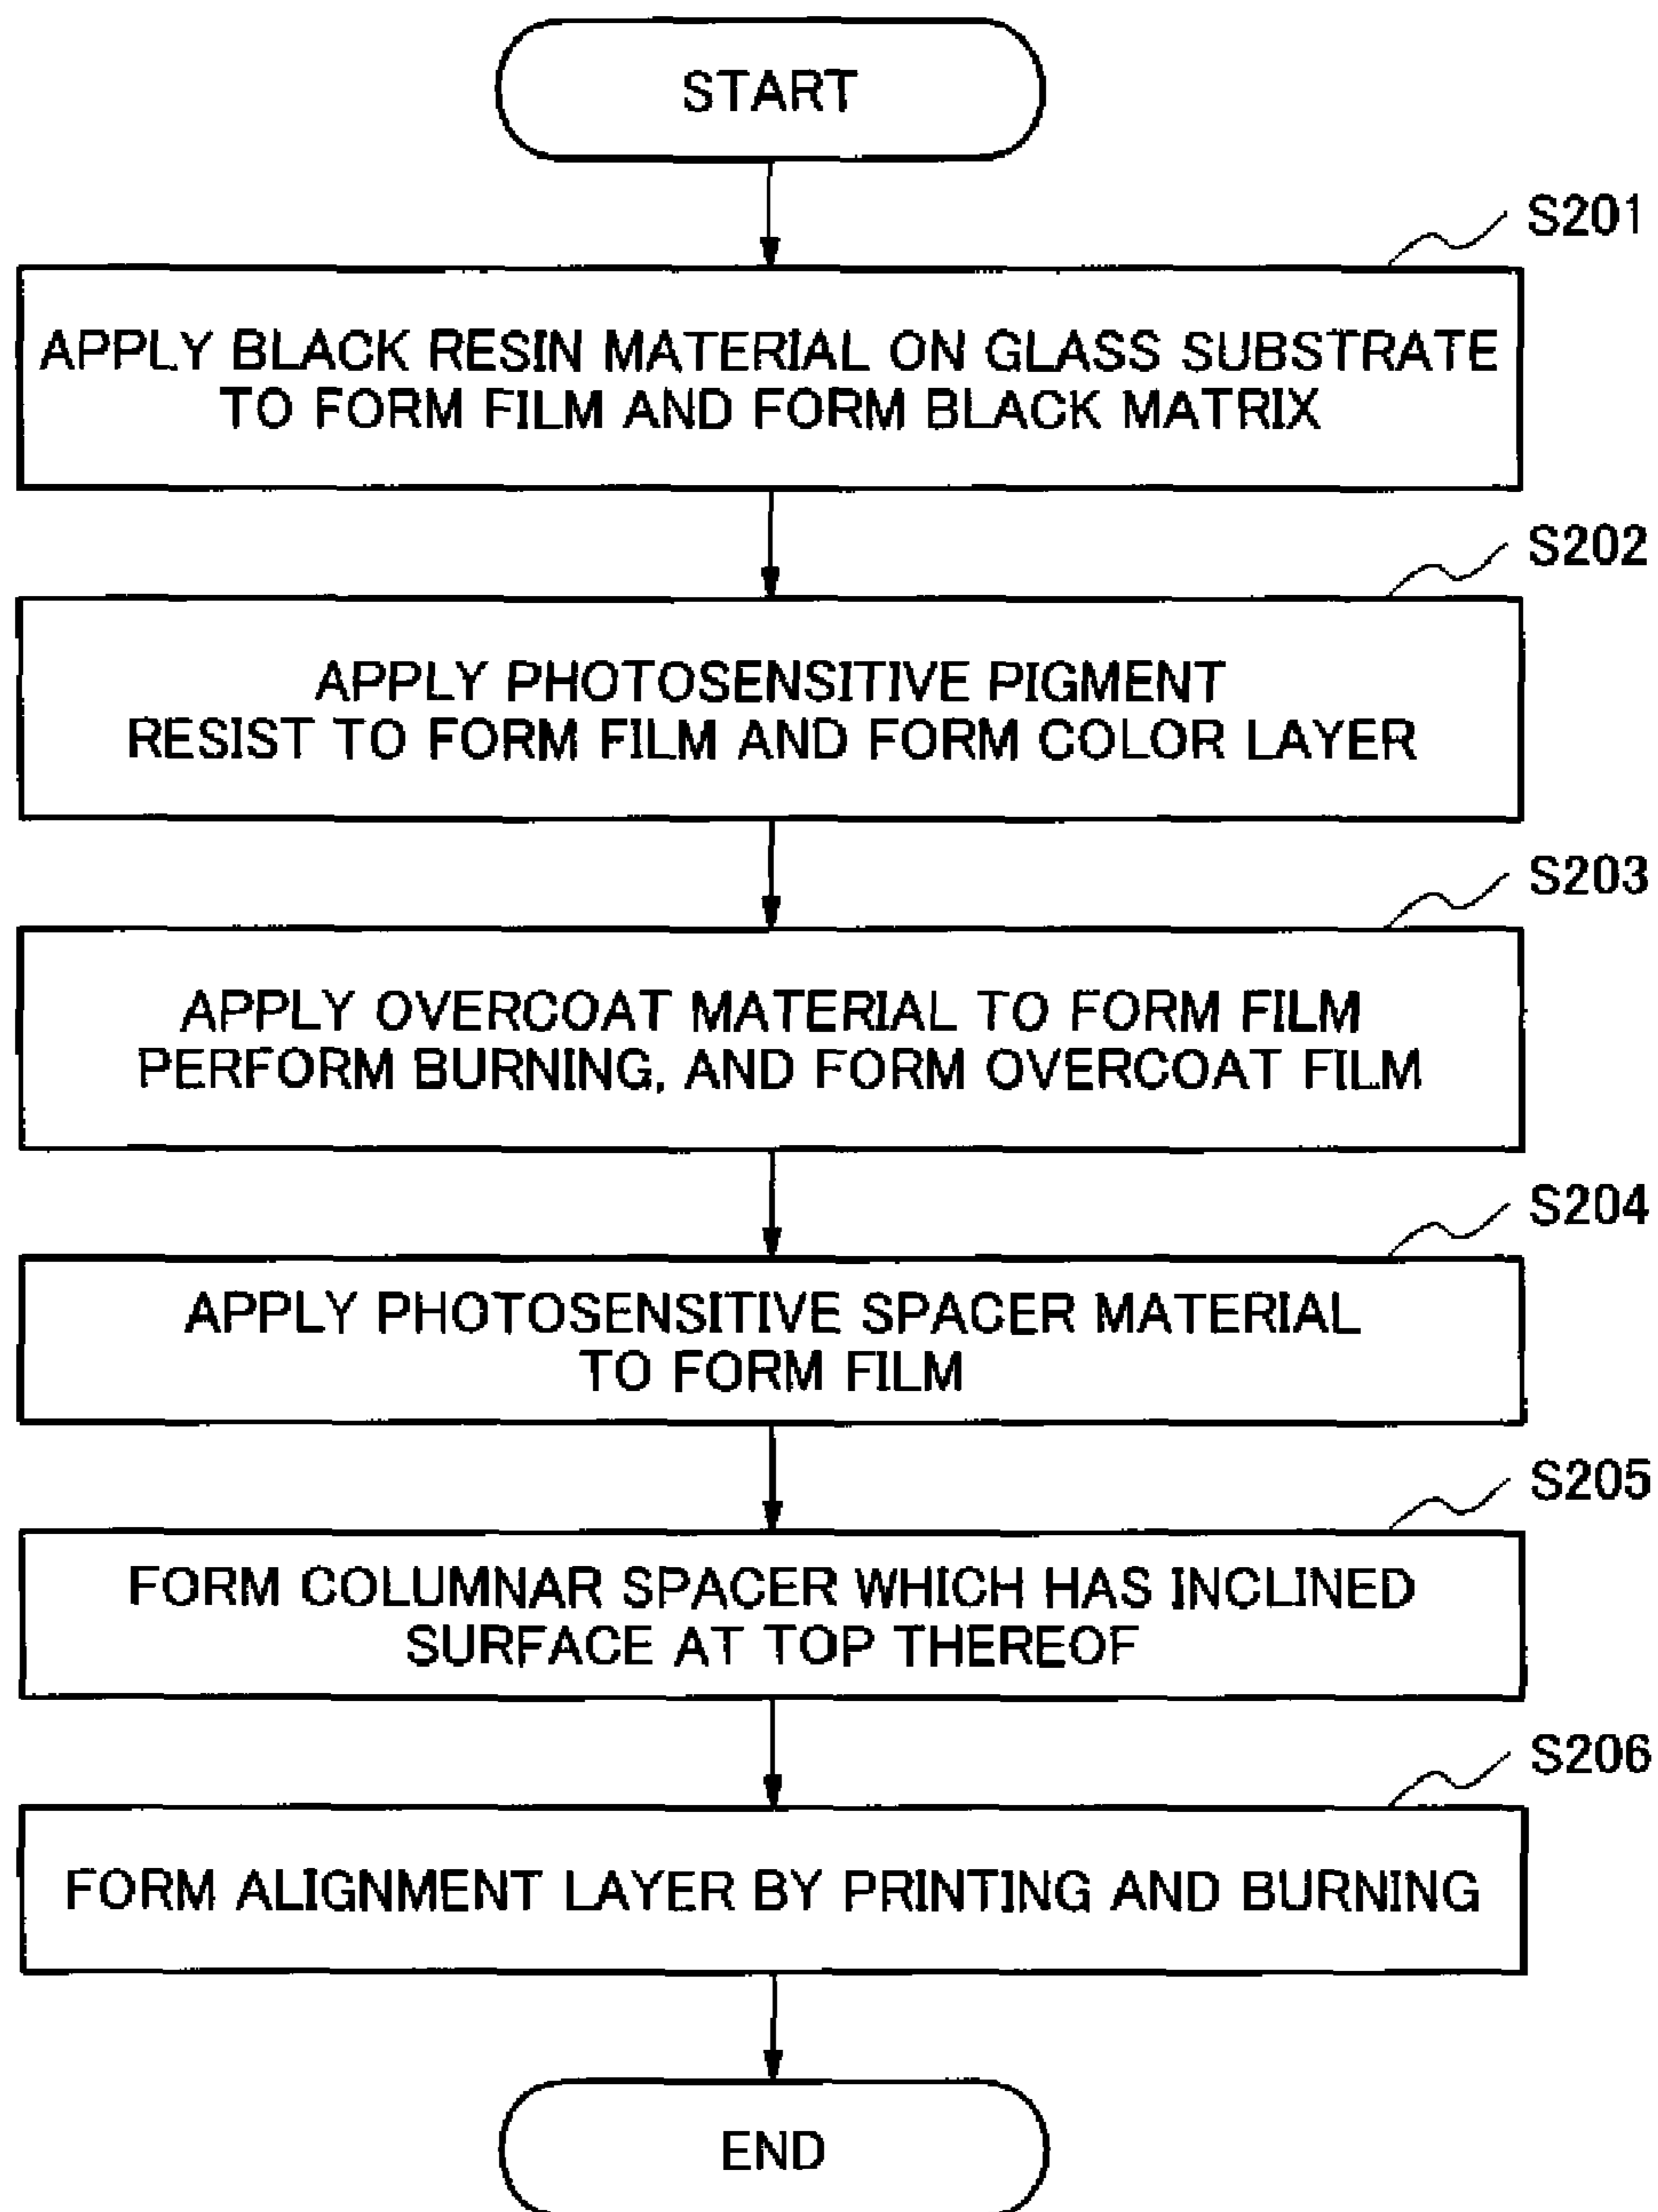 START
S201
APPLY BLACK RESIN MATERIAL ON GLASS SUBSTRATE
TO FORM FILM AND FORM BLACK MATRIX
S202
APPLY PHOTOSENSITIVE PIGMENT
RESIST TO FORM FILM AND FORM COLOR LAYER
S203
APPLY OVERCOAT MATERIAL TO FORM FILM
PERFORM BURNING, AND FORM OVERCOAT FILM
S204
APPLY PHOTOSENSITIVE SPACER MATERIAL
TO FORM FILM
S205
FORM COLUMNAR SPACER WHICH HAS INCLINED
SURFACE AT TOP THEREOF
S206
FORM ALIGNMENT LAYER BY PRINTING AND BURNING
END